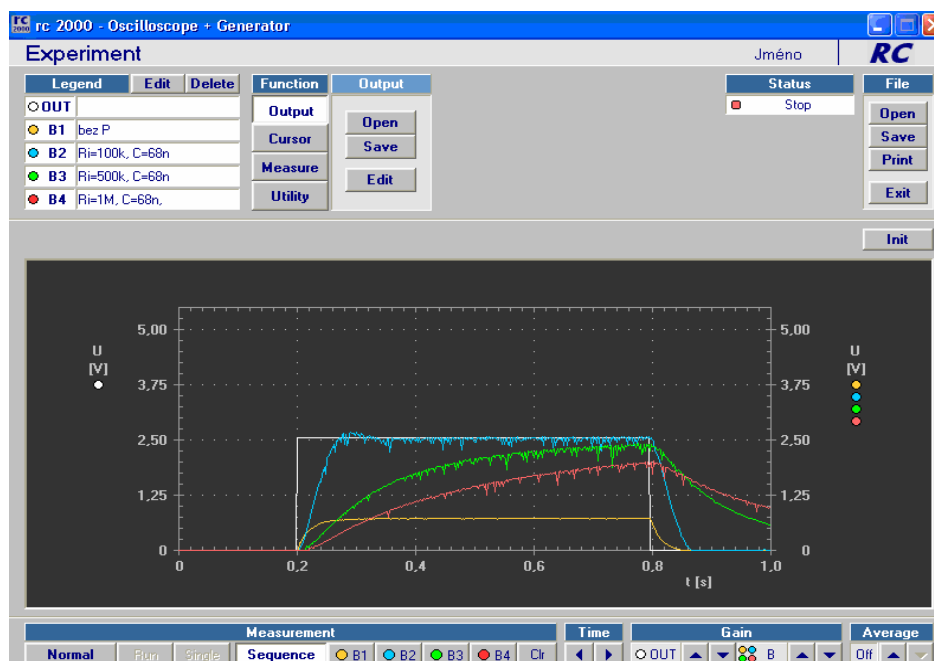 rc 2000 - Oscilloscope + Generator
Experiment Jméno RC
Legend Edit Delete Function Output Status File
OUT Output Stop
B1 bez P Open Open
B2 Ri=100k, C=68n Cursor Save Save
B3 Ri=500k, C=68n Measure Edit Print
B4 Ri=1M, C=68n, Utility Exit
Init
5,00 5,00
U U
[V] [V]
3,75 3,75
2,50 2,50
1,25 1,25
0 0
0 0,2 0,4 0,6 0,8 1,0
t [s]
Measurement Time Gain Average
Normal Run Single Sequence B1 B2 B3 B4 Clr OUT B Off